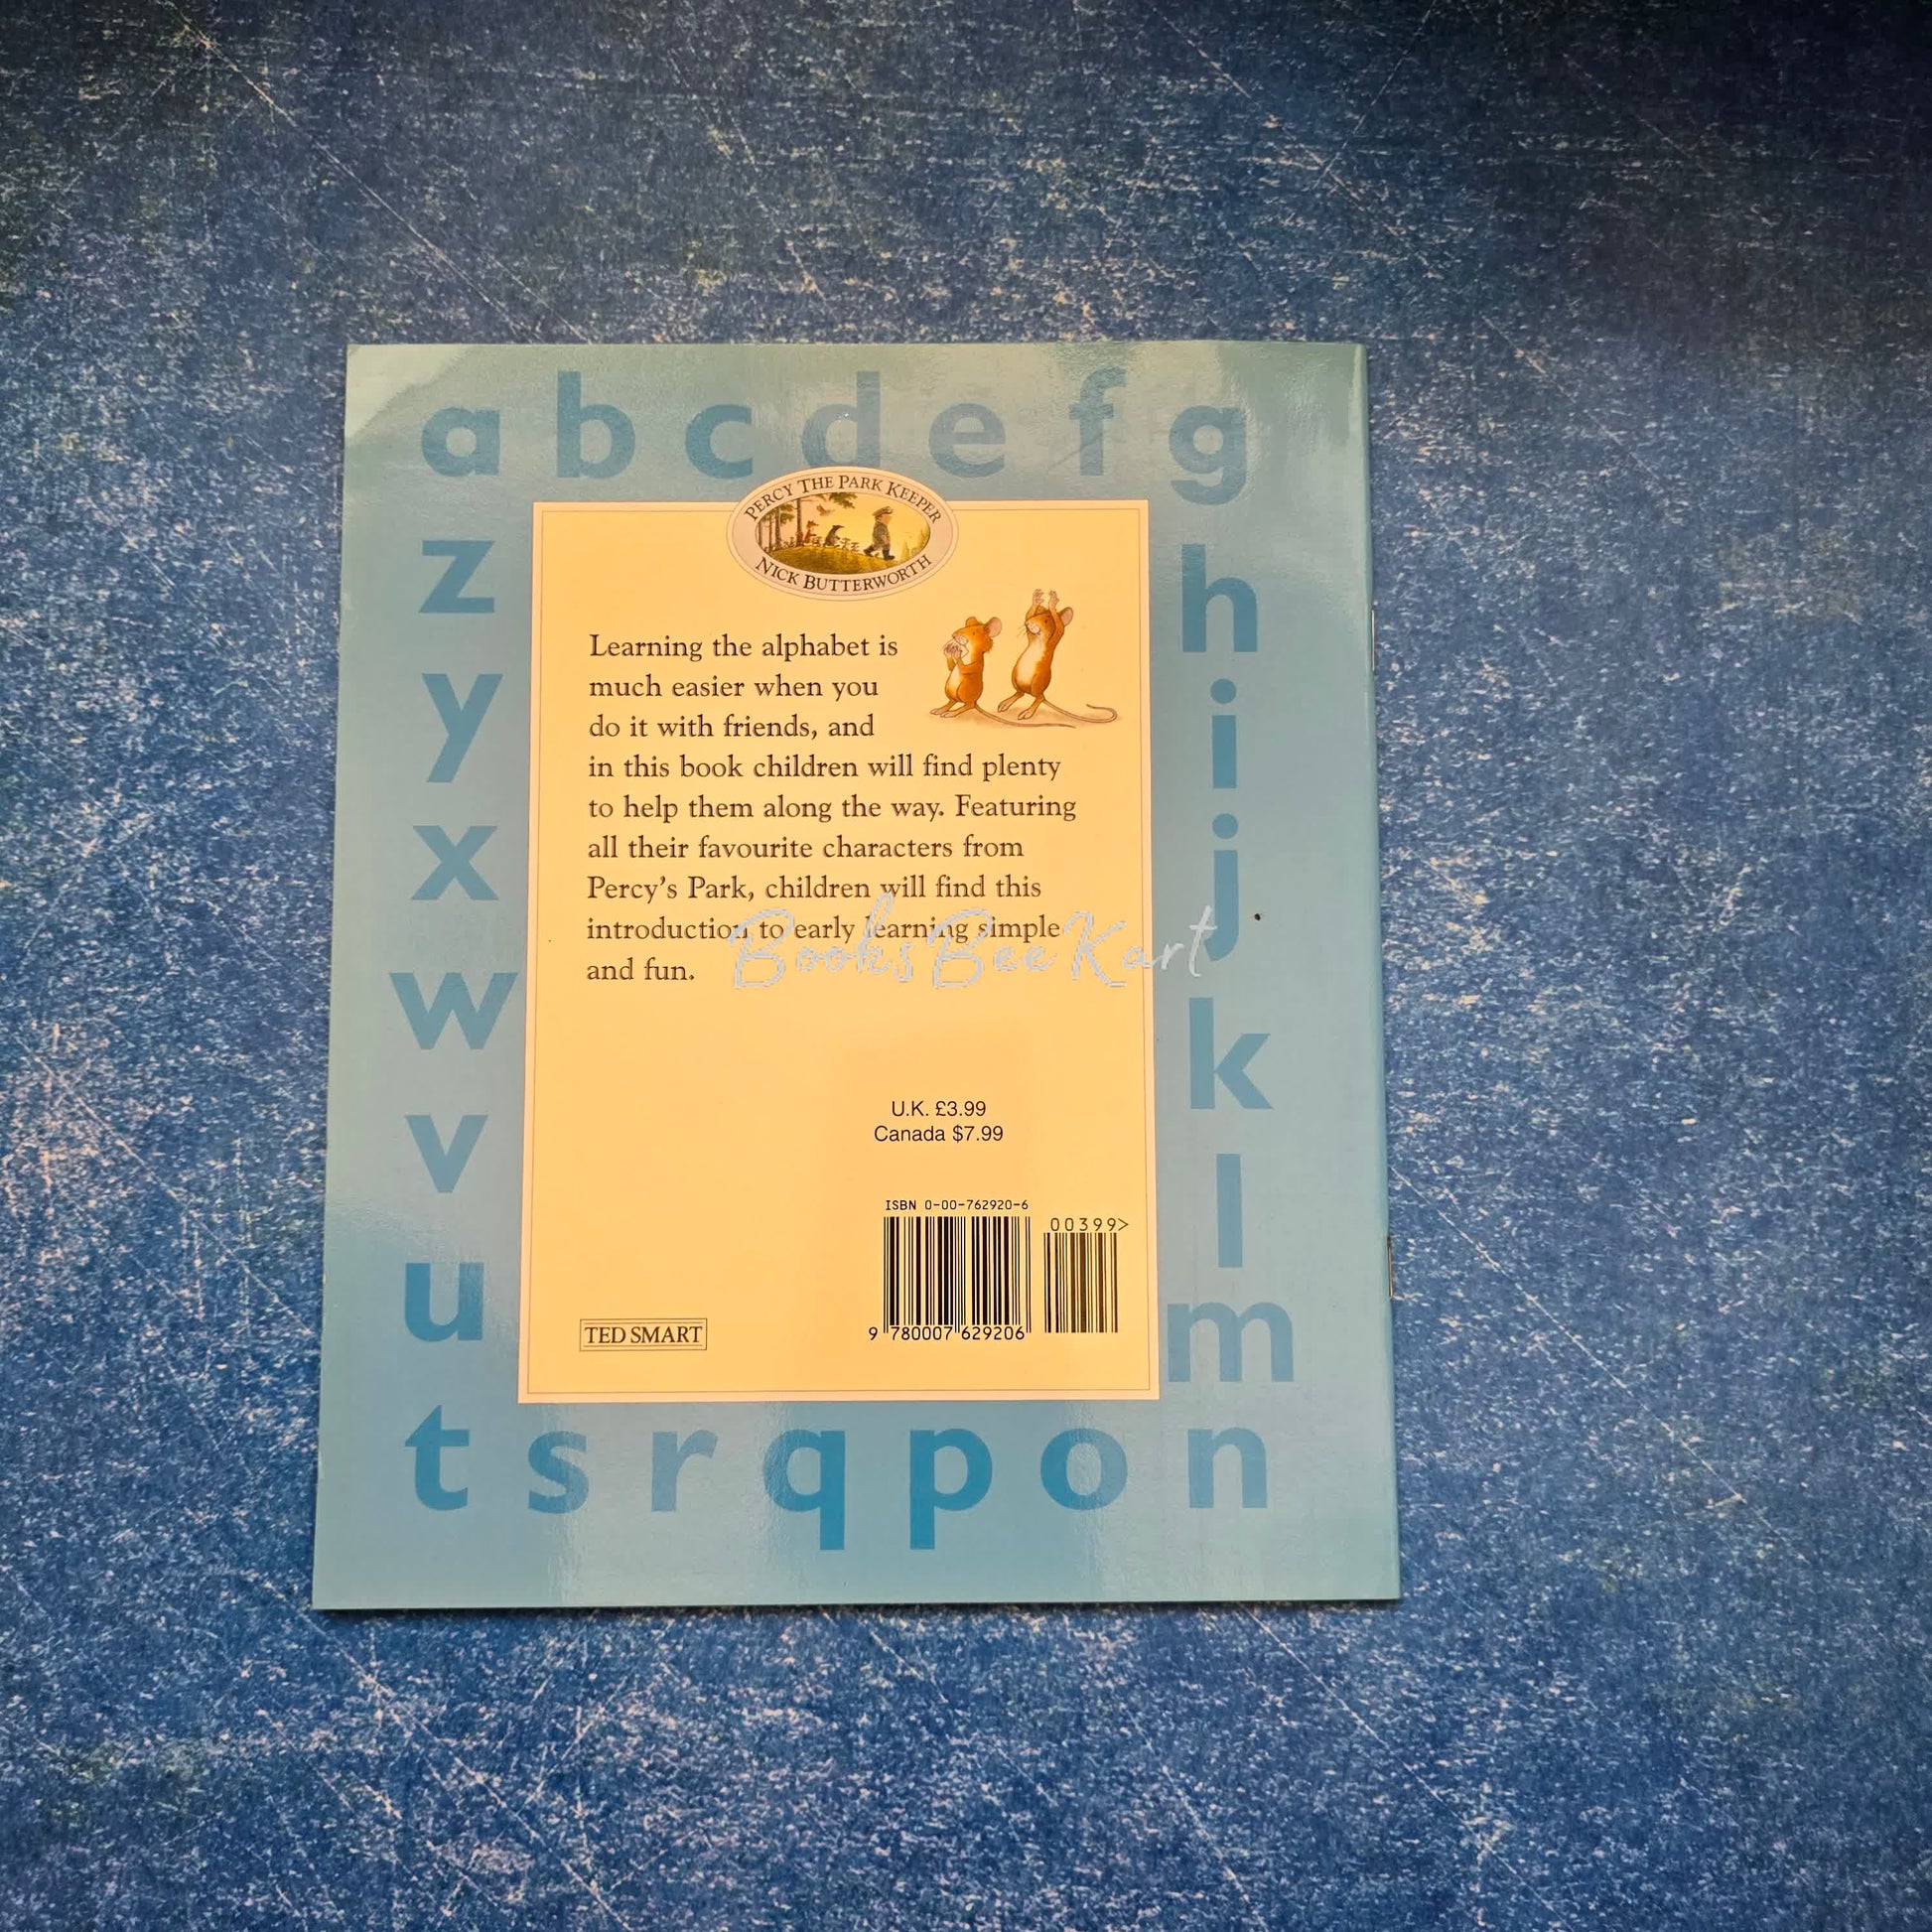 a b c d e f g
PERCY THE PARK KEEPER
NICK BUTTERWORTH
Learning the alphabet is
much easier when you
do it with friends, and
in this book children will find plenty
to help them along the way. Featuring
all their favourite characters from
Percy's Park, children will find this
introduction to early learning simple
and fun.
BooksBeeKart
U.K. £3.99
Canada $7.99
ISBN 0-00-762920-6
00399>
9 780007 629206
TED SMART
h
i
j
k
l
m
t s r q p o n
z
y
x
w
v
u